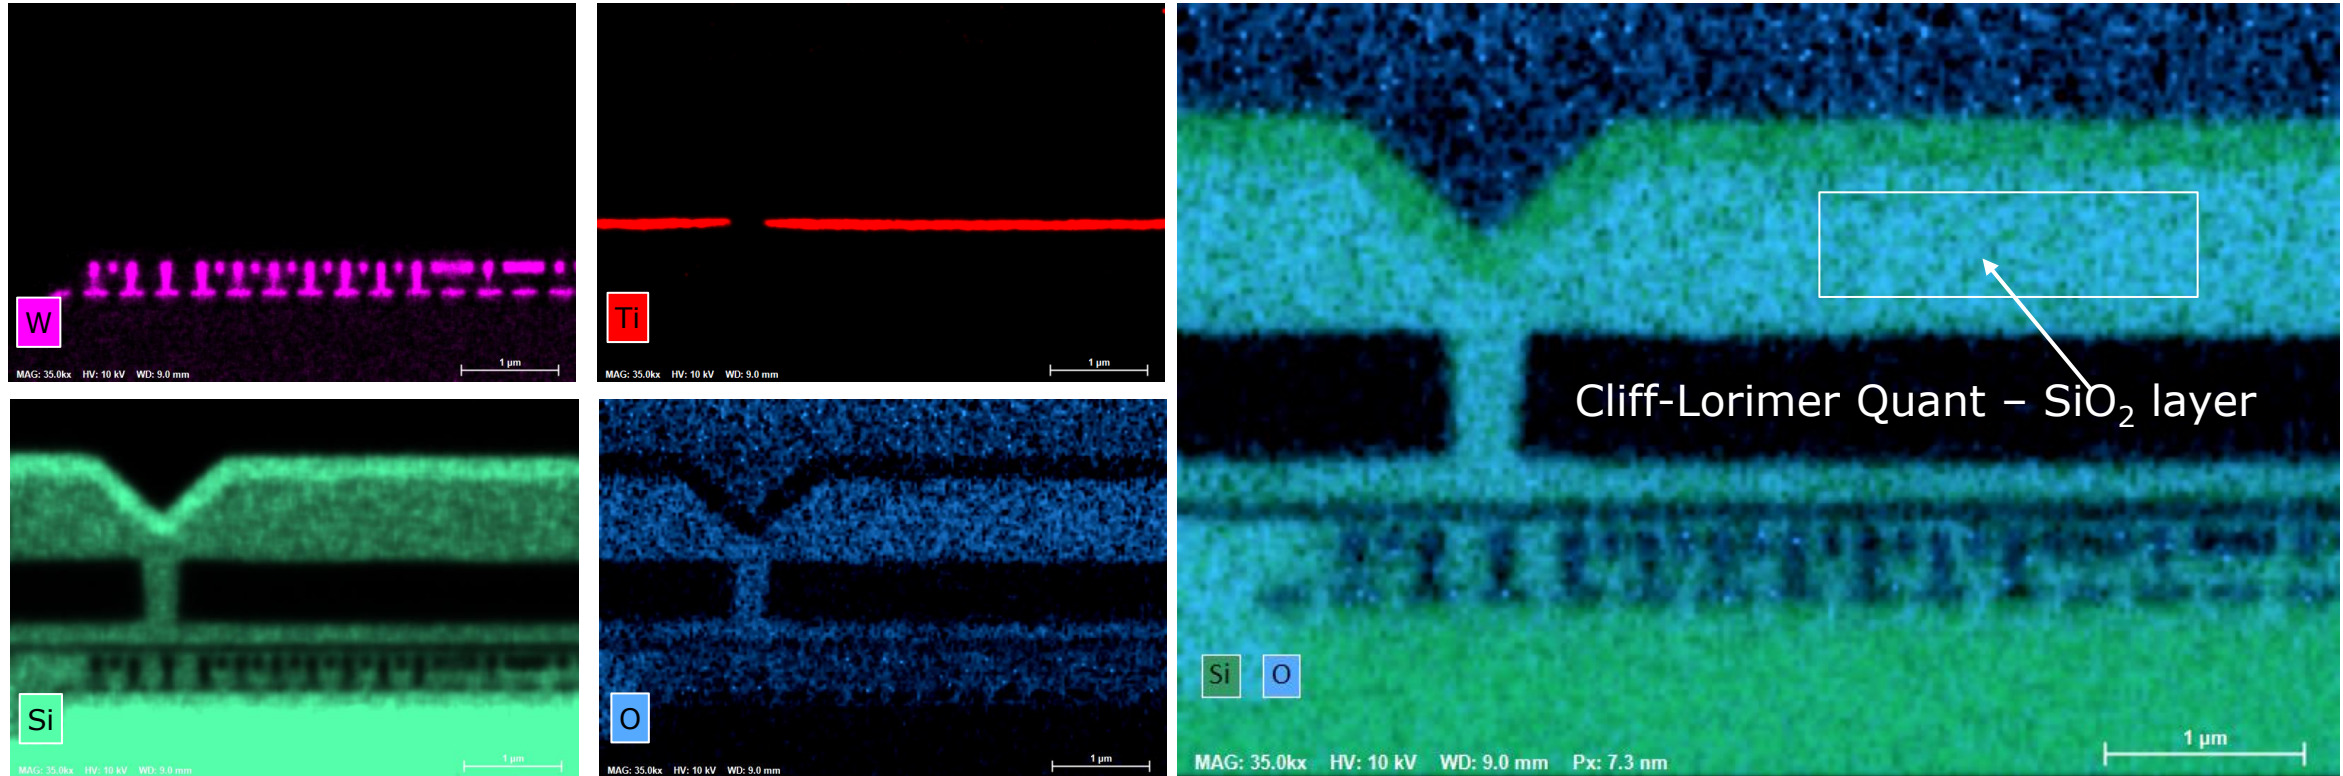 W
1 µm
MAG: 35.0kx HV: 10 kV WD: 9.0 mm
Ti
1 µm
MAG: 35.0kx HV: 10 kV WD: 9.0 mm
Si
1 µm
MAG: 35.0kx HV: 10 kV WD: 9.0 mm
O
1 µm
MAG: 35.0kx HV: 10 kV WD: 9.0 mm
Cliff-Lorimer Quant – SiO₂ layer
Si O
1 µm
MAG: 35.0kx HV: 10 kV WD: 9.0 mm Px: 7.3 nm